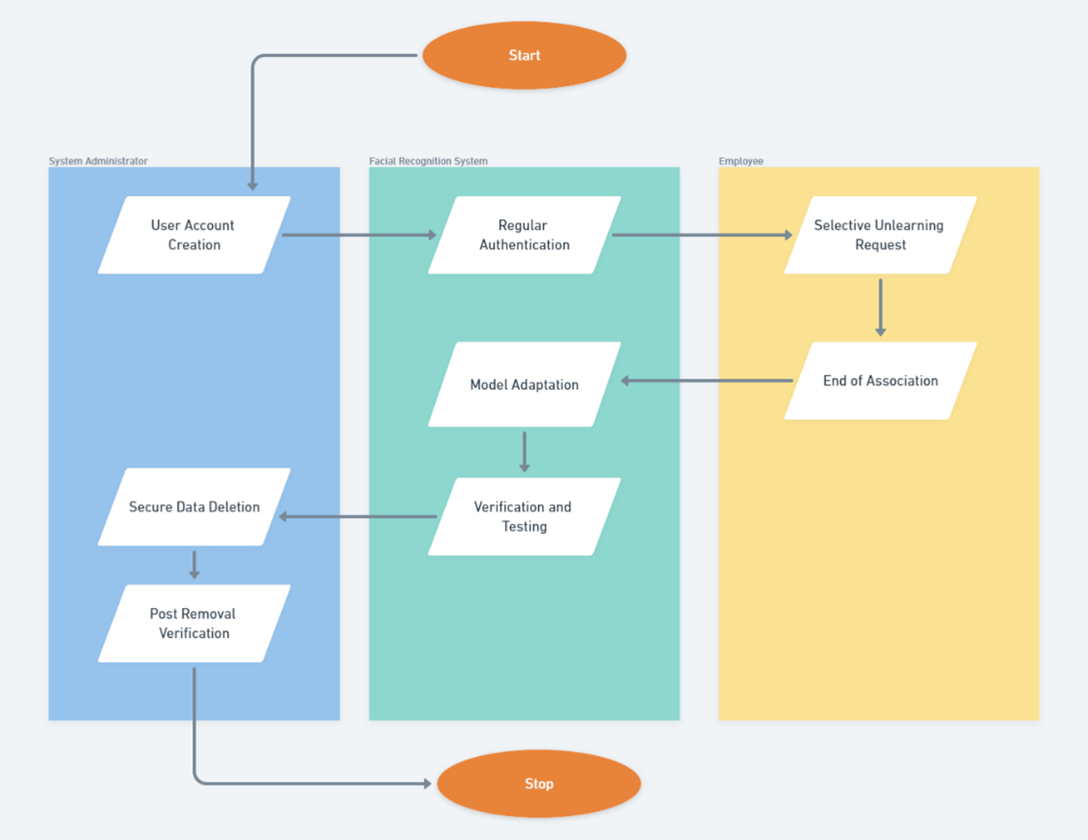 Start
System Administrator
Facial Recognition System
Employee
User Account
Creation
Regular
Authentication
Selective Unlearning
Request
Model Adaptation
End of Association
Secure Data Deletion
Verification and
Testing
Post Removal
Verification
Stop